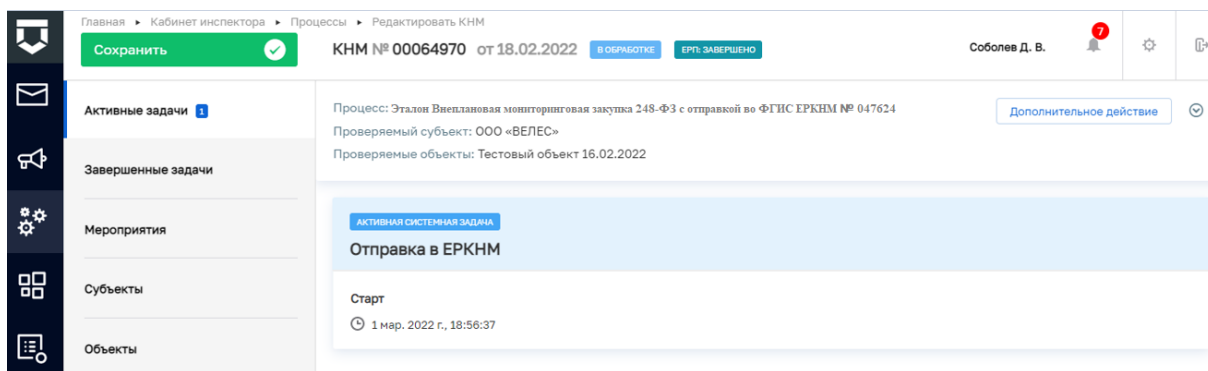 Главная ▸ Кабинет инспектора ▸ Процессы ▸ Редактировать КНМ
Сохранить
КНМ № 00064970 от 18.02.2022 В ОБРАБОТКЕ ЕРП: ЗАВЕРШЕНО
Соболев Д. В.
7
Активные задачи 1
Завершенные задачи
Мероприятия
Субъекты
Объекты
Процесс: Эталон Внеплановая мониторинговая закупка 248-ФЗ с отправкой во ФГИС ЕРКНМ № 047624
Дополнительное действие
Проверяемый субъект: ООО «ВЕЛЕС»
Проверяемые объекты: Тестовый объект 16.02.2022
АКТИВНАЯ СИСТЕМНАЯ ЗАДАЧА
Отправка в ЕРКНМ
Старт
1 мар. 2022 г., 18:56:37